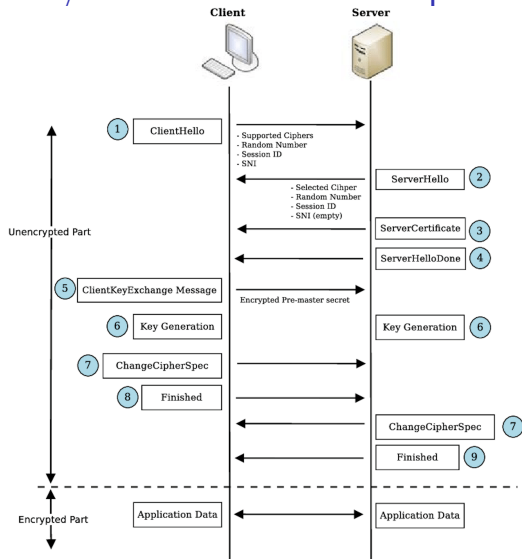 Client
Server
1
ClientHello
- Supported Ciphers
- Random Number
- Session ID
- SNI
ServerHello
2
- Selected Cihper
- Random Number
- Session ID
- SNI (empty)
Unencrypted Part
ServerCertificate
3
ServerHelloDone
4
5
ClientKeyExchange Message
Encrypted Pre-master secret
6
Key Generation
Key Generation
6
7
ChangeCipherSpec
8
Finished
ChangeCipherSpec
7
Finished
9
Encrypted Part
Application Data
Application Data